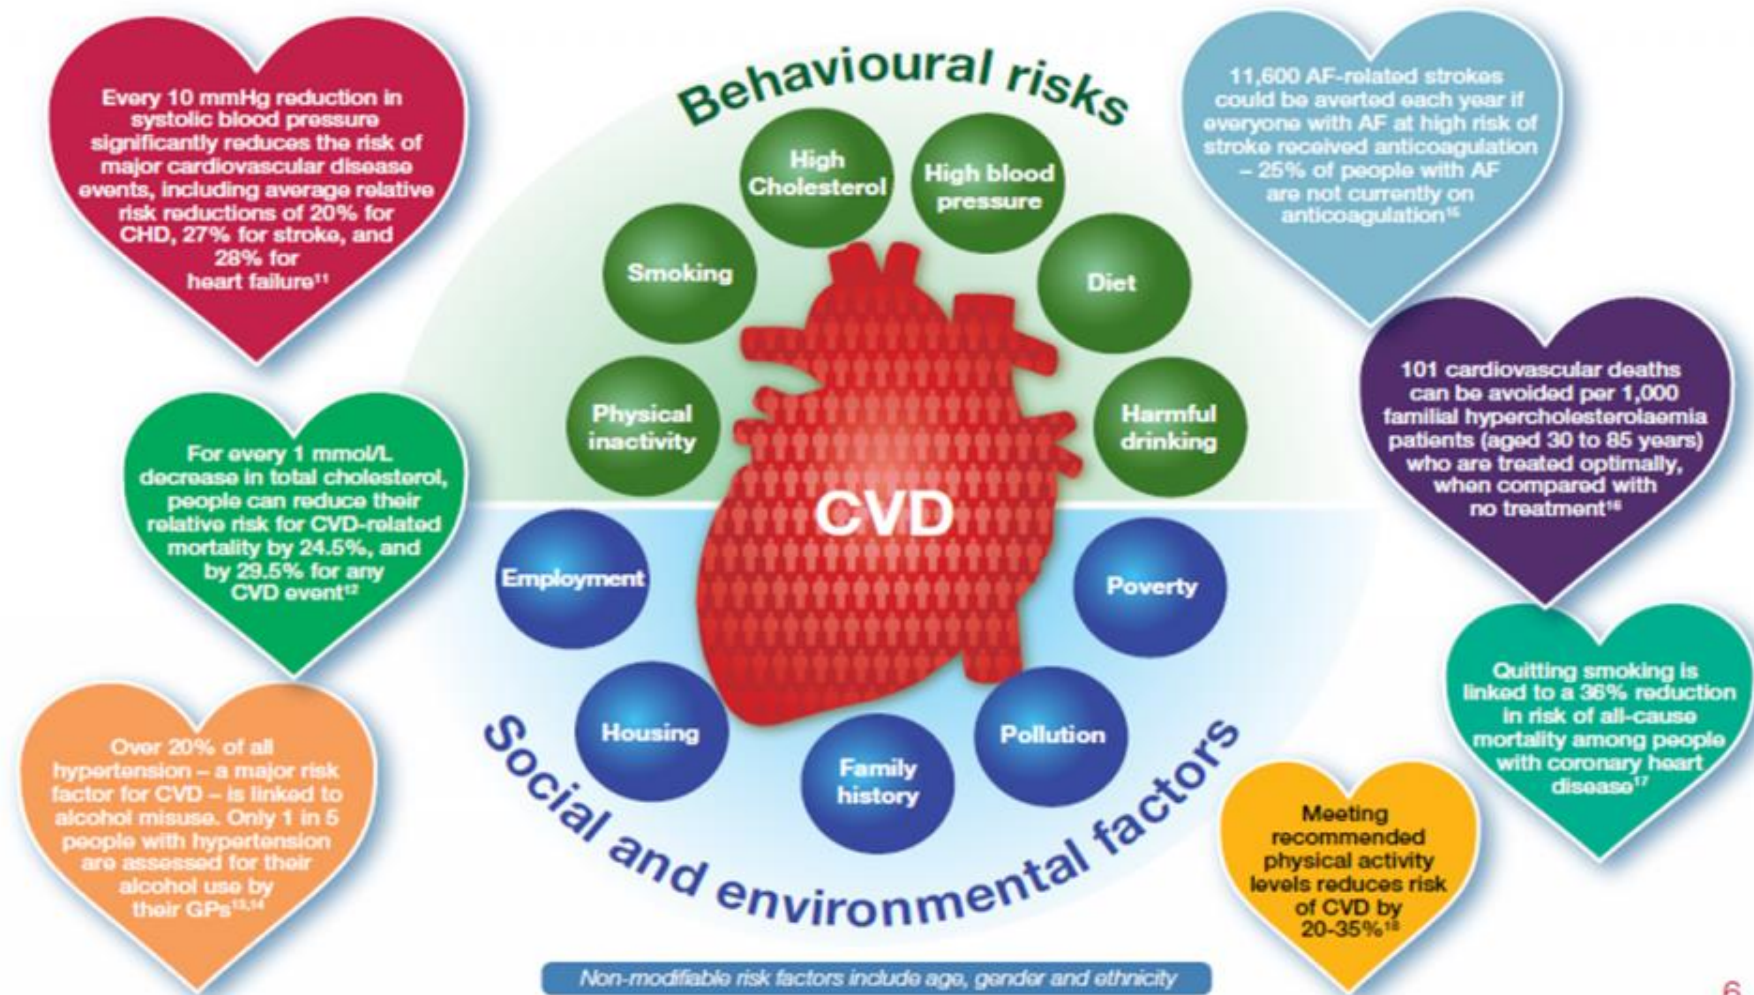 Every 10 mmHg reduction in
systolic blood pressure
significantly reduces the risk of
major cardiovascular disease
events, including average relative
risk reductions of 20% for
CHD, 27% for stroke, and
28% for
heart failure¹¹
For every 1 mmol/L
decrease in total cholesterol,
people can reduce their
relative risk for CVD-related
mortality by 24.5%, and
by 29.5% for any
CVD event¹²
Over 20% of all
hypertension – a major risk
factor for CVD – is linked to
alcohol misuse. Only 1 in 5
people with hypertension
are assessed for their
alcohol use by
their GPs¹³,¹⁴
Behavioural risks
High
Cholesterol
High blood
pressure
Smoking
Diet
Physical
inactivity
Harmful
drinking
CVD
Employment
Poverty
Housing
Pollution
Family
history
Social and environmental factors
Non-modifiable risk factors include age, gender and ethnicity
11,600 AF-related strokes
could be averted each year if
everyone with AF at high risk of
stroke received anticoagulation
– 25% of people with AF
are not currently on
anticoagulation¹⁵
101 cardiovascular deaths
can be avoided per 1,000
familial hypercholesterolaemia
patients (aged 30 to 85 years)
who are treated optimally,
when compared with
no treatment¹⁶
Quitting smoking is
linked to a 36% reduction
in risk of all-cause
mortality among people
with coronary heart
disease¹⁷
Meeting
recommended
physical activity
levels reduces risk
of CVD by
20-35%¹⁸
6